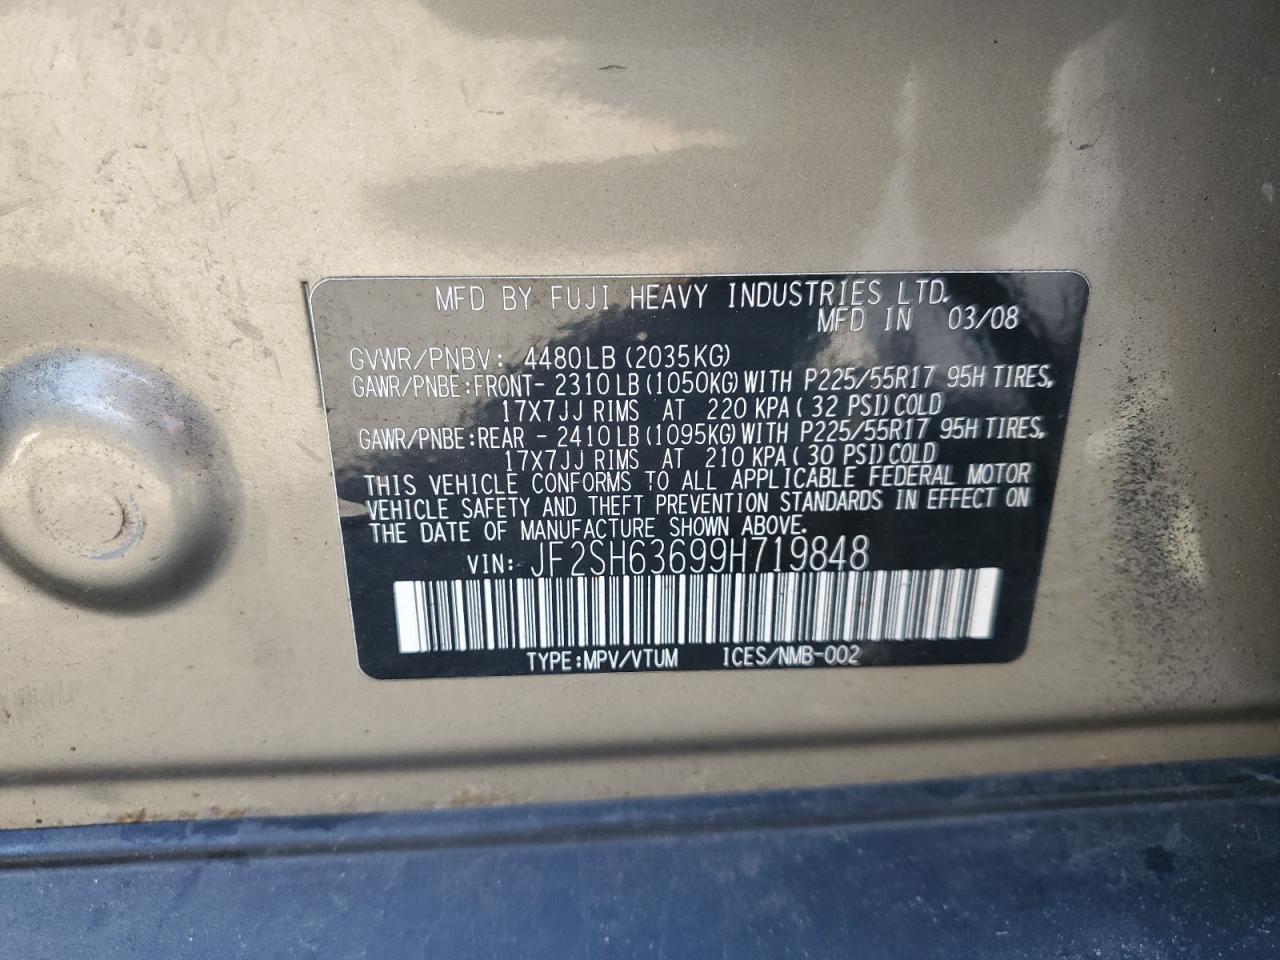 MFD BY FUJI HEAVY INDUSTRIES LTD.
MFD IN 03/08
GVWR/PNBV: 4480LB (2035KG)
GAWR/PNBE:FRONT- 2310LB(1050KG)WITH P225/55R17 95H TIRES,
17X7JJ RIMS AT 220 KPA( 32 PSI)COLD
GAWR/PNBE:REAR - 2410LB(1095KG)WITH P225/55R17 95H TIRES,
17X7JJ RIMS AT 210 KPA( 30 PSI)COLD
THIS VEHICLE CONFORMS TO ALL APPLICABLE FEDERAL MOTOR
VEHICLE SAFETY AND THEFT PREVENTION STANDARDS IN EFFECT ON
THE DATE OF MANUFACTURE SHOWN ABOVE.
VIN: JF2SH63699H719848
TYPE:MPV/VTUM ICES/NMB-002